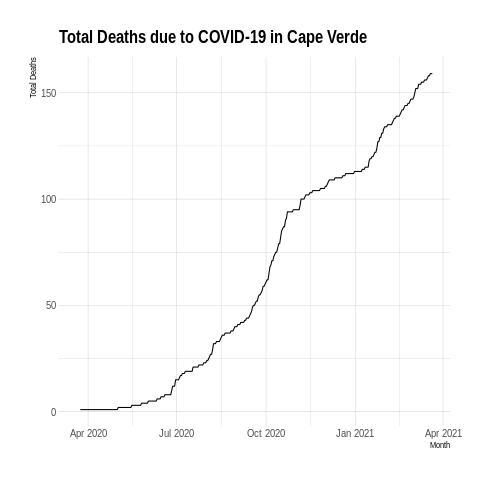 Total Deaths due to COVID-19 in Cape Verde
Total Deaths
150
100
50
0
Apr 2020 Jul 2020 Oct 2020 Jan 2021 Apr 2021
Month